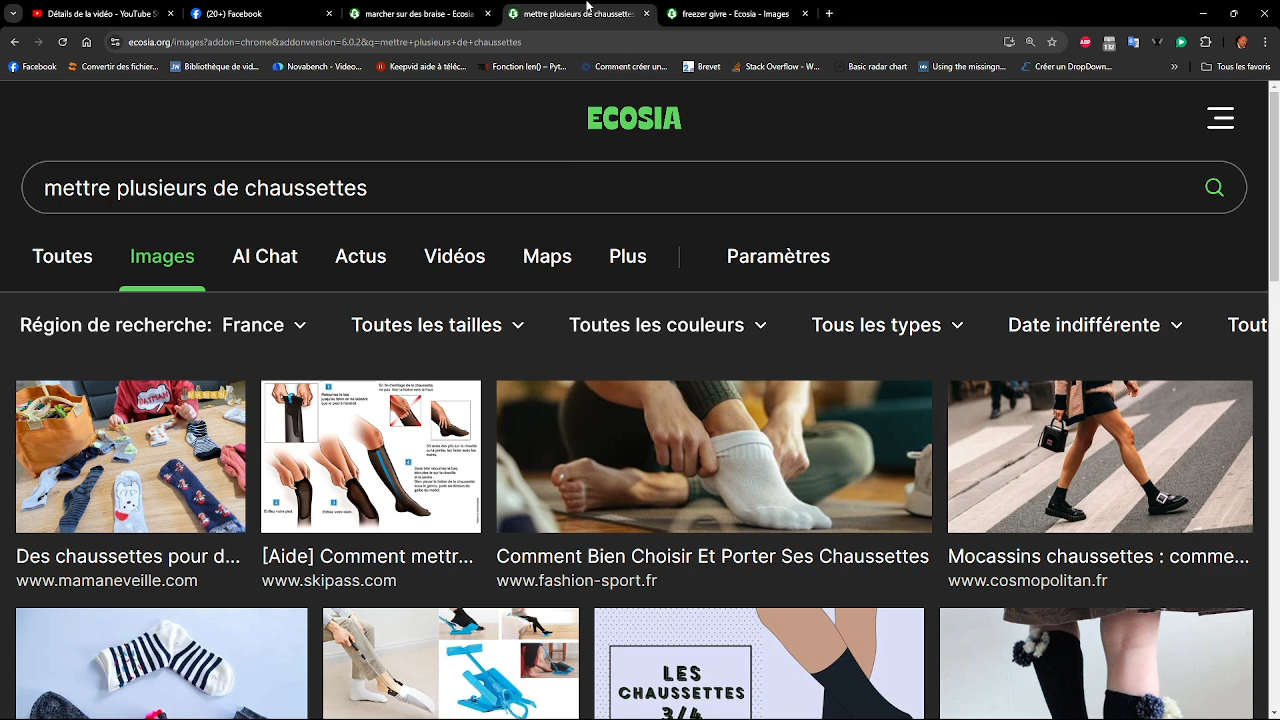 Détails de la vidéo - YouTube S
(20+) Facebook
marcher sur des braise - Ecosia
mettre plusieurs de chaussettes
freezer givre - Ecosia - Images
ecosia.org/images?addon=chrome&addonversion=6.0.2&q=mettre+plusieurs+de+chaussettes
Facebook
Convertir des fichier...
Bibliothèque de vid...
Novabench - Video...
Keepvid aide à téléc...
Fonction len() – Pyt...
Comment créer un...
Brevet
Stack Overflow - W...
Basic radar chart
Using the missingn...
Créer un DropDown...
Tous les favoris
ECOSIA
mettre plusieurs de chaussettes
Toutes Images AI Chat Actus Vidéos Maps Plus Paramètres
Région de recherche: France Toutes les tailles Toutes les couleurs Tous les types Date indifférente Tout
Des chaussettes pour d...
www.mamaneveille.com
[Aide] Comment mettr...
www.skipass.com
Comment Bien Choisir Et Porter Ses Chaussettes
www.fashion-sport.fr
Mocassins chaussettes : comme...
www.cosmopolitan.fr
LES
CHAUSSETTES
3/4